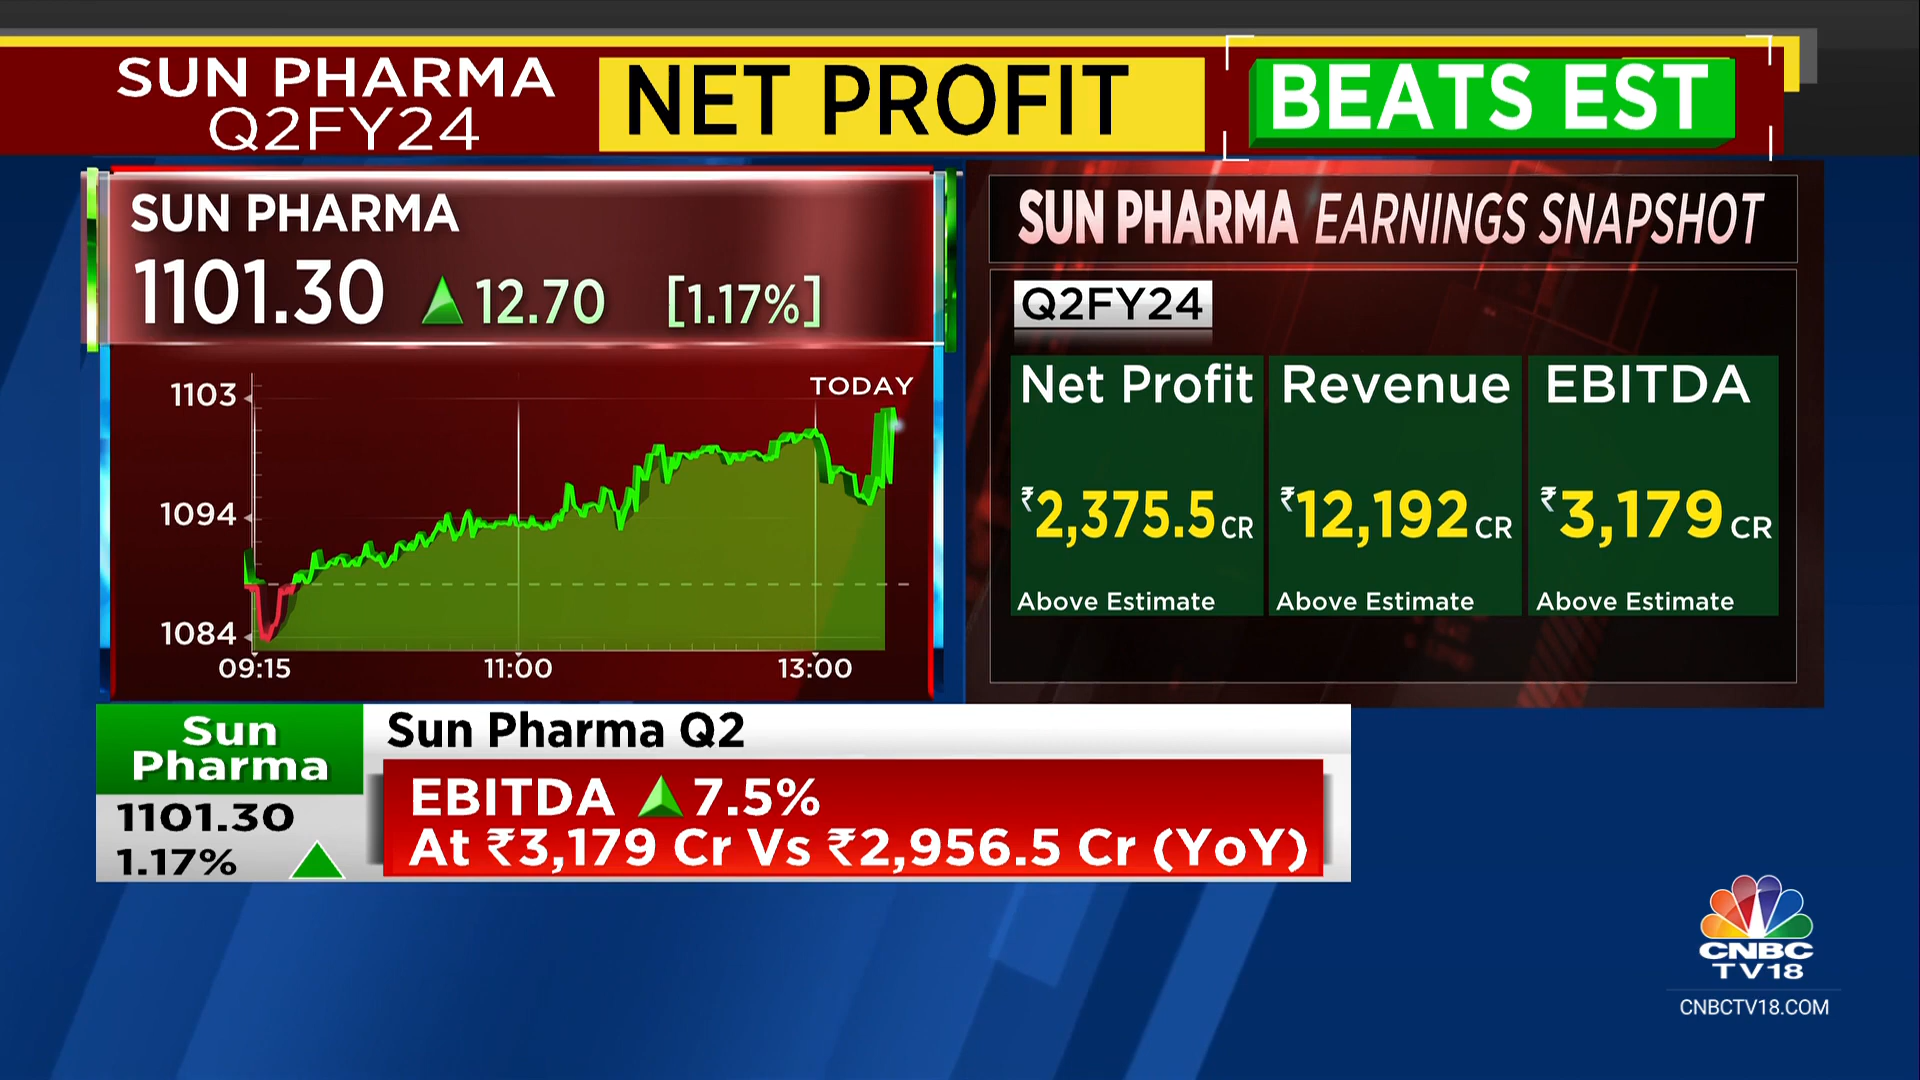 SUN PHARMA
Q2FY24
NET PROFIT
BEATS EST
SUN PHARMA
1101.30 ▲ 12.70 [1.17%]
TODAY
1103
1094
1084
09:15 11:00 13:00
SUN PHARMA EARNINGS SNAPSHOT
Q2FY24
Net Profit
₹2,375.5 CR
Above Estimate
Revenue
₹12,192 CR
Above Estimate
EBITDA
₹3,179 CR
Above Estimate
Sun
Pharma
1101.30
1.17% ▲
Sun Pharma Q2
EBITDA ▲ 7.5%
At ₹3,179 Cr Vs ₹2,956.5 Cr (YoY)
CNBC
TV18
CNBCTV18.COM